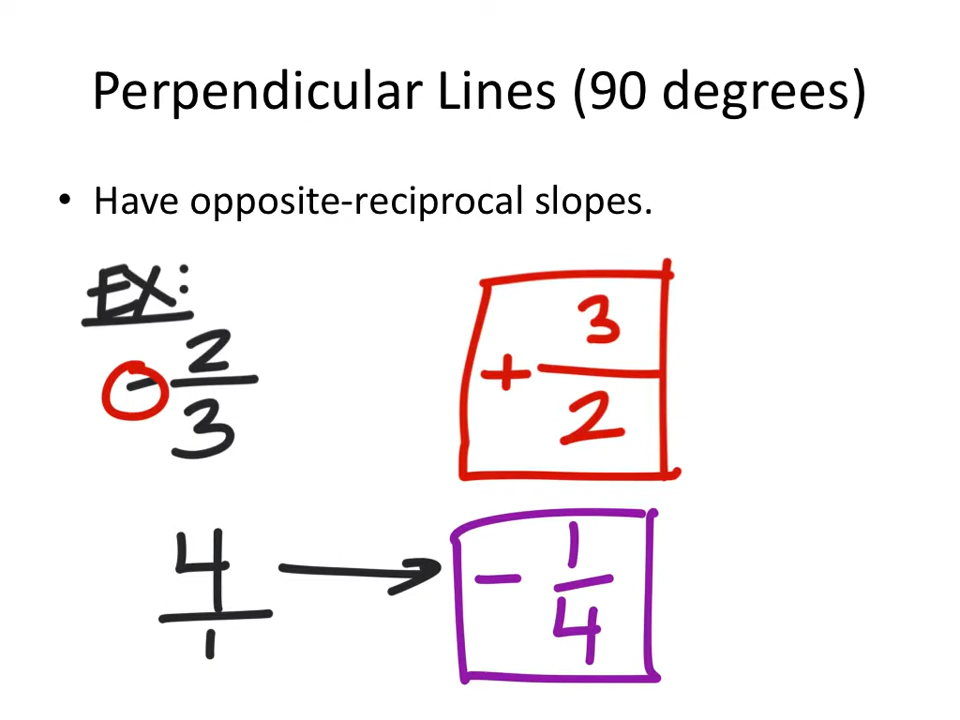 Perpendicular Lines (90 degrees)
• Have opposite-reciprocal slopes.
EX:
- 2/3
+ 3/2
4/1 → - 1/4